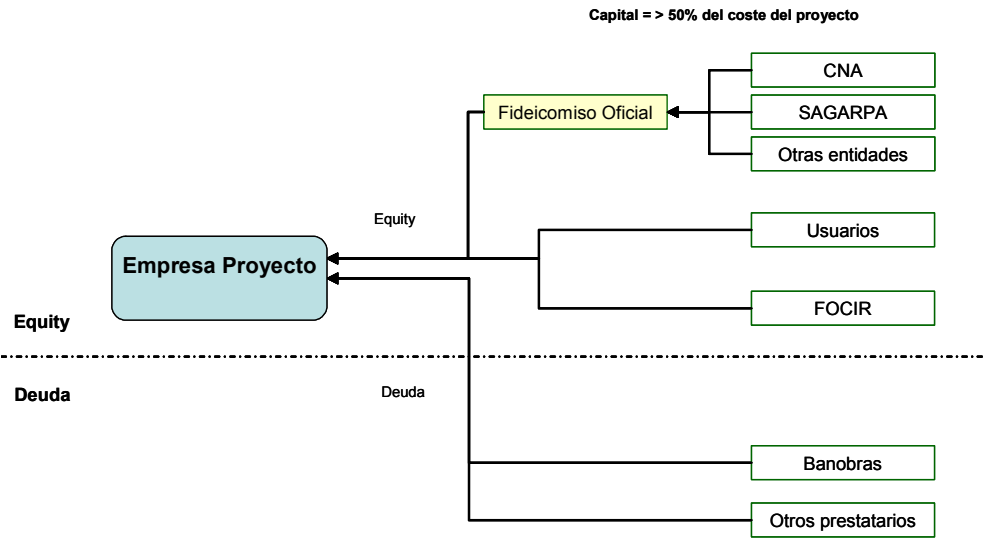 Capital = > 50% del coste del proyecto
CNA
Fideicomiso Oficial
SAGARPA
Otras entidades
Equity
Usuarios
Empresa Proyecto
FOCIR
Equity
Deuda
Deuda
Banobras
Otros prestatarios